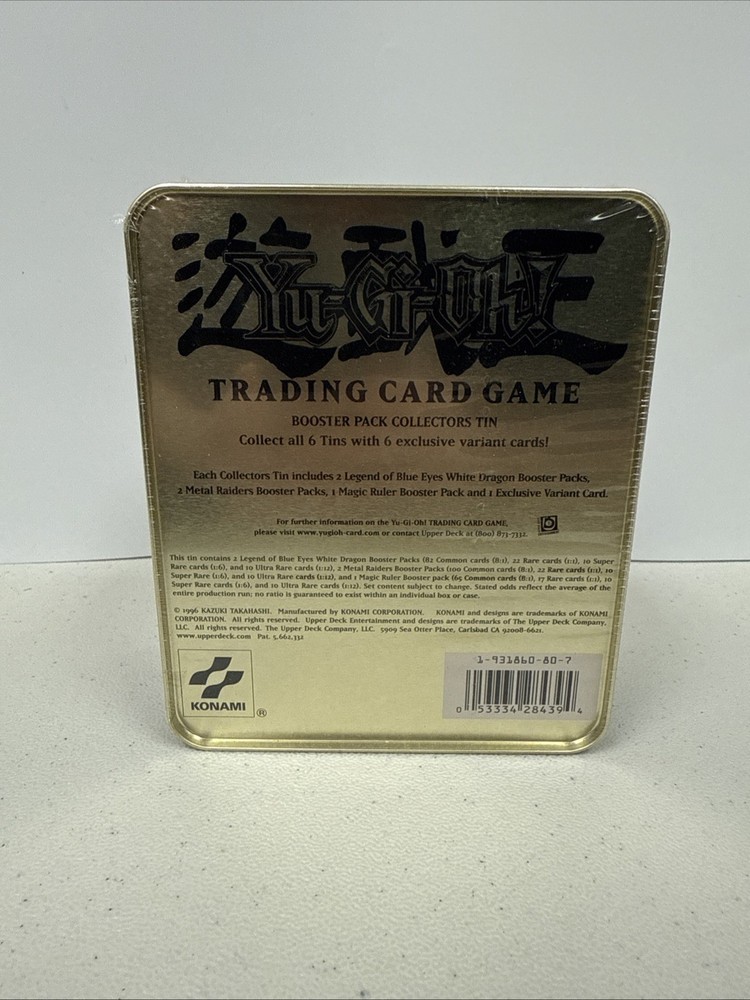 遊戯王
Yu-Gi-Oh!
TRADING CARD GAME
BOOSTER PACK COLLECTORS TIN
Collect all 6 Tins with 6 exclusive variant cards!
Each Collectors Tin includes 2 Legend of Blue Eyes White Dragon Booster Packs,
2 Metal Raiders Booster Packs, 1 Magic Ruler Booster Pack and 1 Exclusive Variant Card.
For further information on the Yu-GI-Oh! TRADING CARD GAME,
please visit www.yugioh-card.com or contact Upper Deck at (800) 873-7332.
This tin contains 2 Legend of Blue Eyes White Dragon Booster Packs (82 Common cards (8:1), 22 Rare cards (1:1), 10 Super
Rare cards (1:6), and 10 Ultra Rare cards (1:12), 2 Metal Raiders Booster Packs (100 Common cards (8:1), 22 Rare cards (1:1), 10
Super Rare (1:6), and 10 Ultra Rare cards (1:12), and 1 Magic Ruler Booster pack (65 Common cards (8:1), 17 Rare cards (1:1), 10
Super Rare cards (1:6), and 10 Ultra Rare cards (1:12). Set content subject to change. Stated odds reflect the average of the
entire production run; no ratio is guaranteed to exist within an individual box or case.
© 1996 KAZUKI TAKAHASHI. Manufactured by KONAMI CORPORATION. KONAMI and designs are trademarks of KONAMI
CORPORATION. All rights reserved. Upper Deck Entertainment and designs are trademarks of The Upper Deck Company,
LLC. All rights reserved. The Upper Deck Company, LLC. 5909 Sea Otter Place, Carlsbad CA 92008-6621.
www.upperdeck.com Pat. 5,662,332
KONAMI ®
1-931860-80-7
0 53334 28439 4